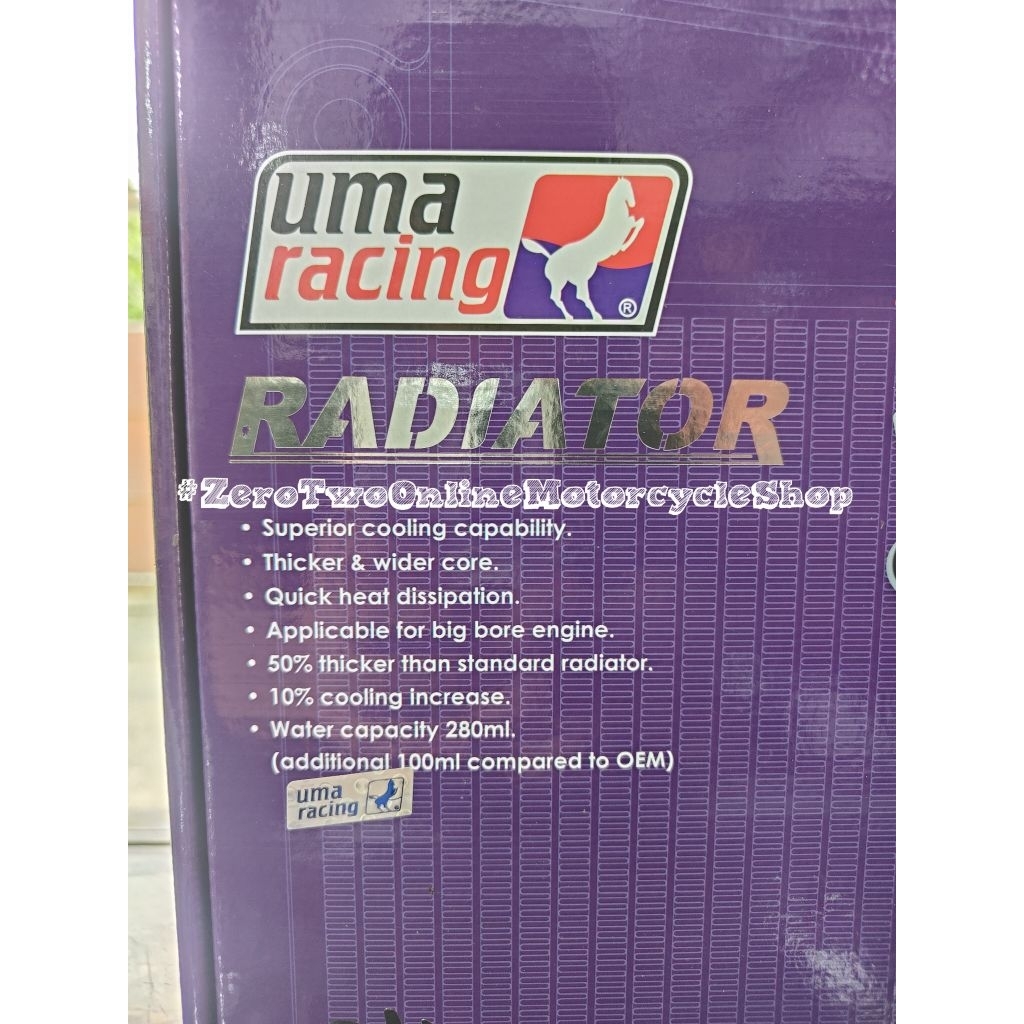 uma
racing
®
RADIATOR
#ZeroTwoOnlineMotorcycleShop
• Superior cooling capability.
• Thicker & wider core.
• Quick heat dissipation.
• Applicable for big bore engine.
• 50% thicker than standard radiator.
• 10% cooling increase.
• Water capacity 280ml.
(additional 100ml compared to OEM)
uma
racing